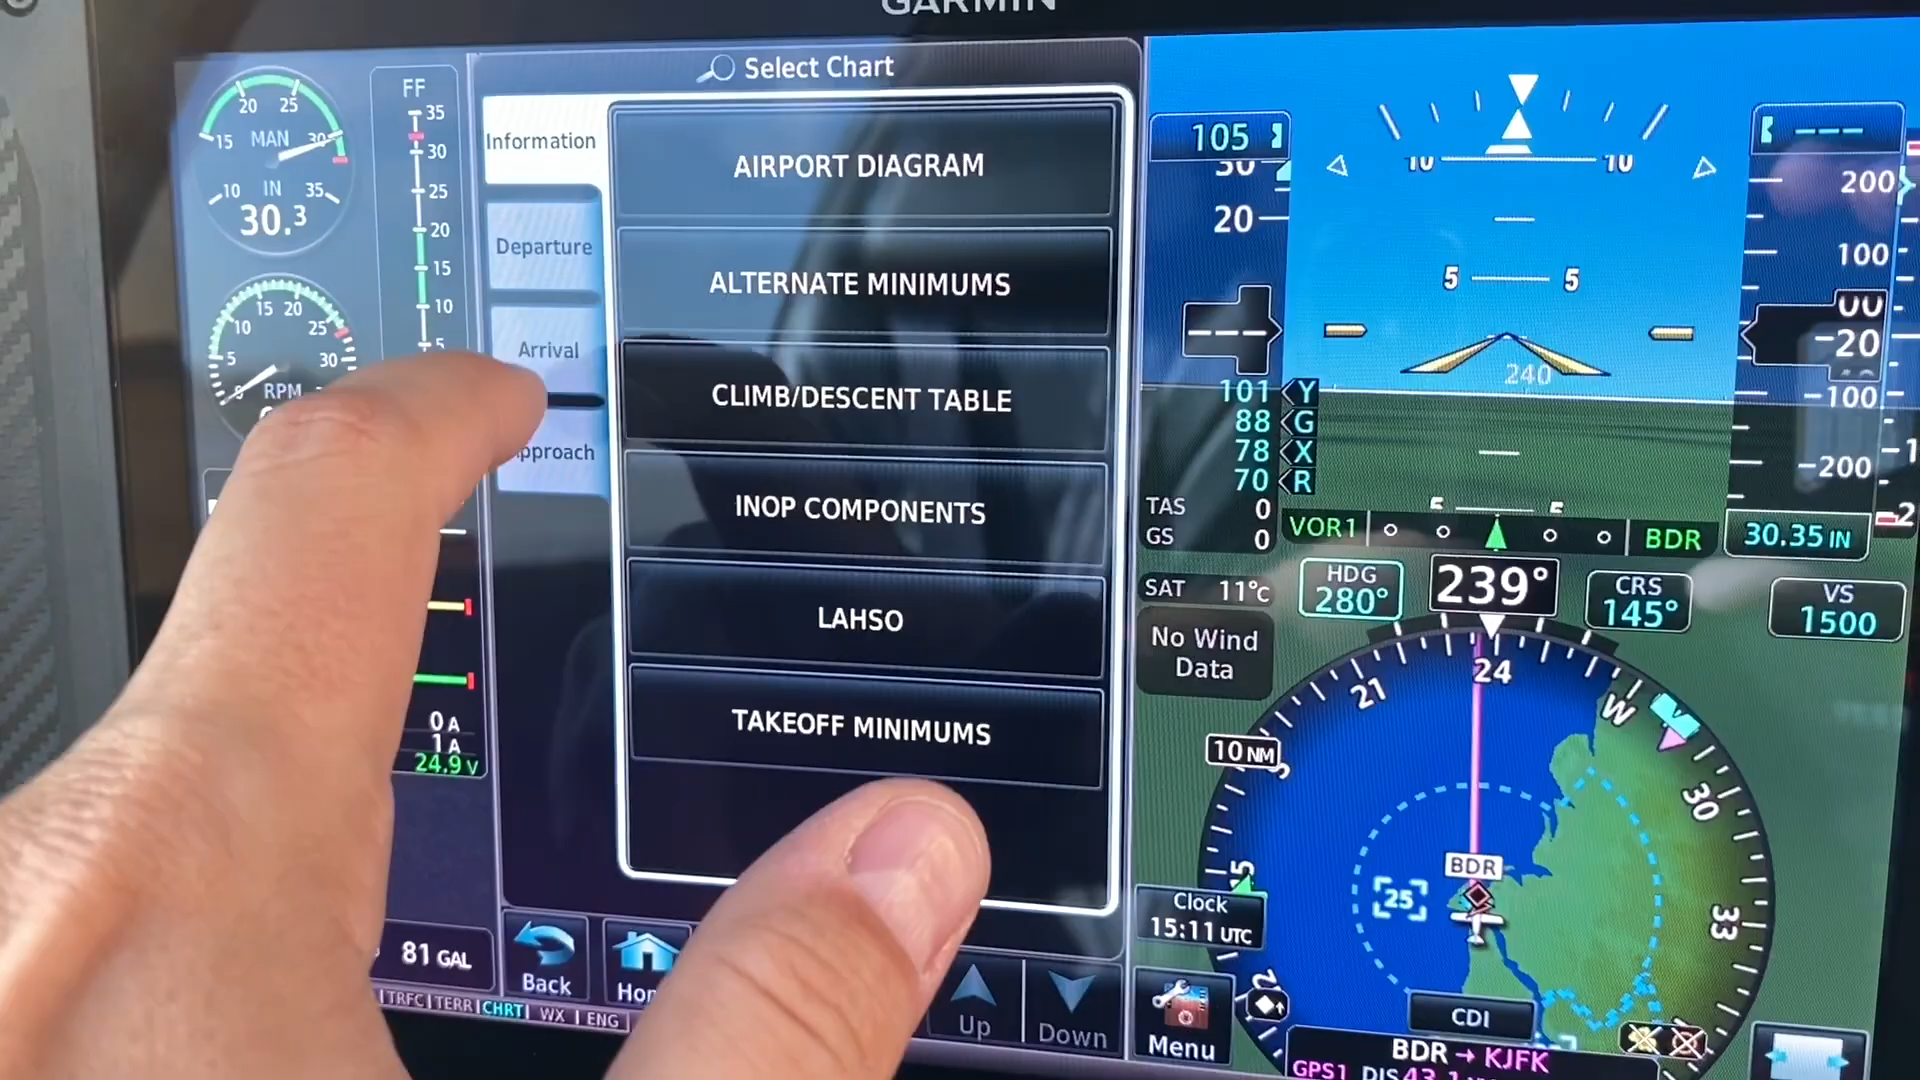 GARMIN
Select Chart
Information
Departure
Arrival
pproach
AIRPORT DIAGRAM
ALTERNATE MINIMUMS
CLIMB/DESCENT TABLE
INOP COMPONENTS
LAHSO
TAKEOFF MINIMUMS
20 25
15 MAN 30
10 IN 35
30.3
FF
35
30
25
20
15
10
5
15 20
10 25
5 30
RPM
0 A
1 A
24.9 V
81 GAL
Back
Hom
Up
Down
TRFC TERR CHRT WX ENG
105
20
101 Y
88 G
78 X
70 R
TAS 0
GS 0
10 10
5 5
240
VOR1 BDR
200
100
00
-20
-100
-200
30.35 IN
SAT 11°C
HDG
280°
239°
CRS
145°
VS
1500
No Wind
Data
21 24 W
30
33
10 NM
BDR
25
Clock
15:11 UTC
Menu
CDI
BDR → KJFK
GPS1 DIS 43.1